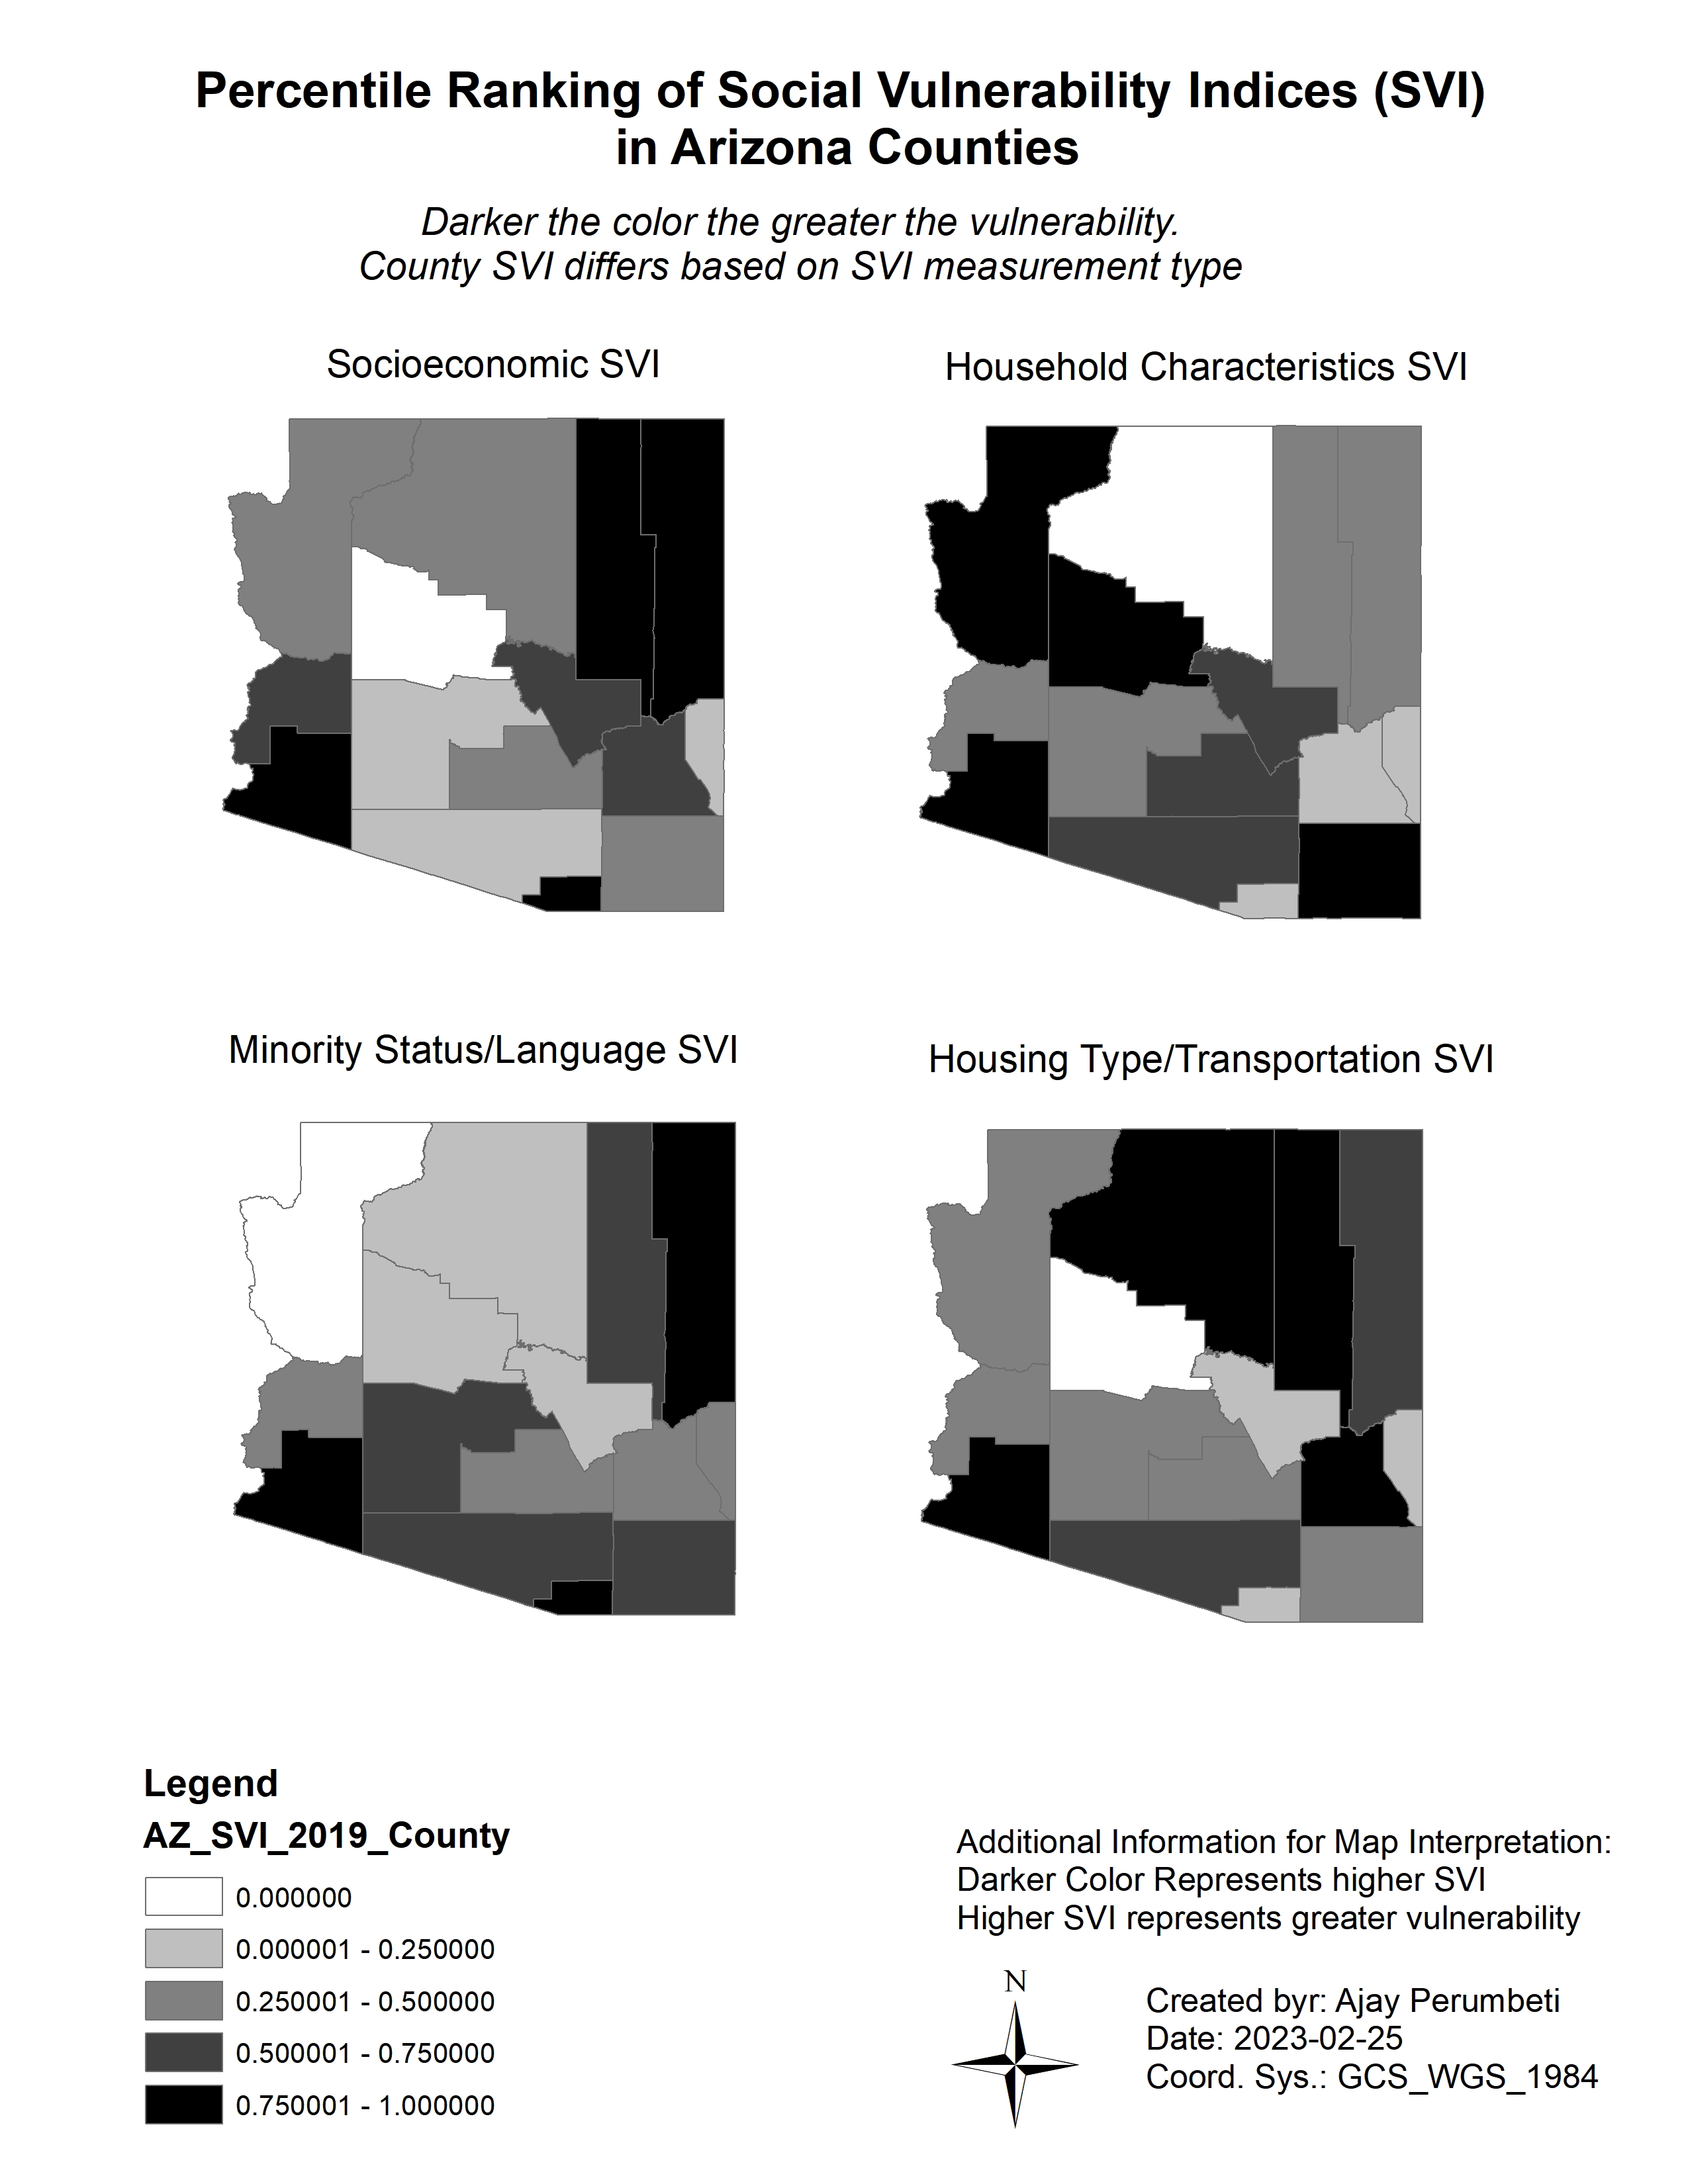 Percentile Ranking of Social Vulnerability Indices (SVI)
in Arizona Counties
Darker the color the greater the vulnerability.
County SVI differs based on SVI measurement type
Socioeconomic SVI
Household Characteristics SVI
Minority Status/Language SVI
Housing Type/Transportation SVI
Legend
AZ_SVI_2019_County
0.000000
0.000001 - 0.250000
0.250001 - 0.500000
0.500001 - 0.750000
0.750001 - 1.000000
Additional Information for Map Interpretation:
Darker Color Represents higher SVI
Higher SVI represents greater vulnerability
N
Created byr: Ajay Perumbeti
Date: 2023-02-25
Coord. Sys.: GCS_WGS_1984